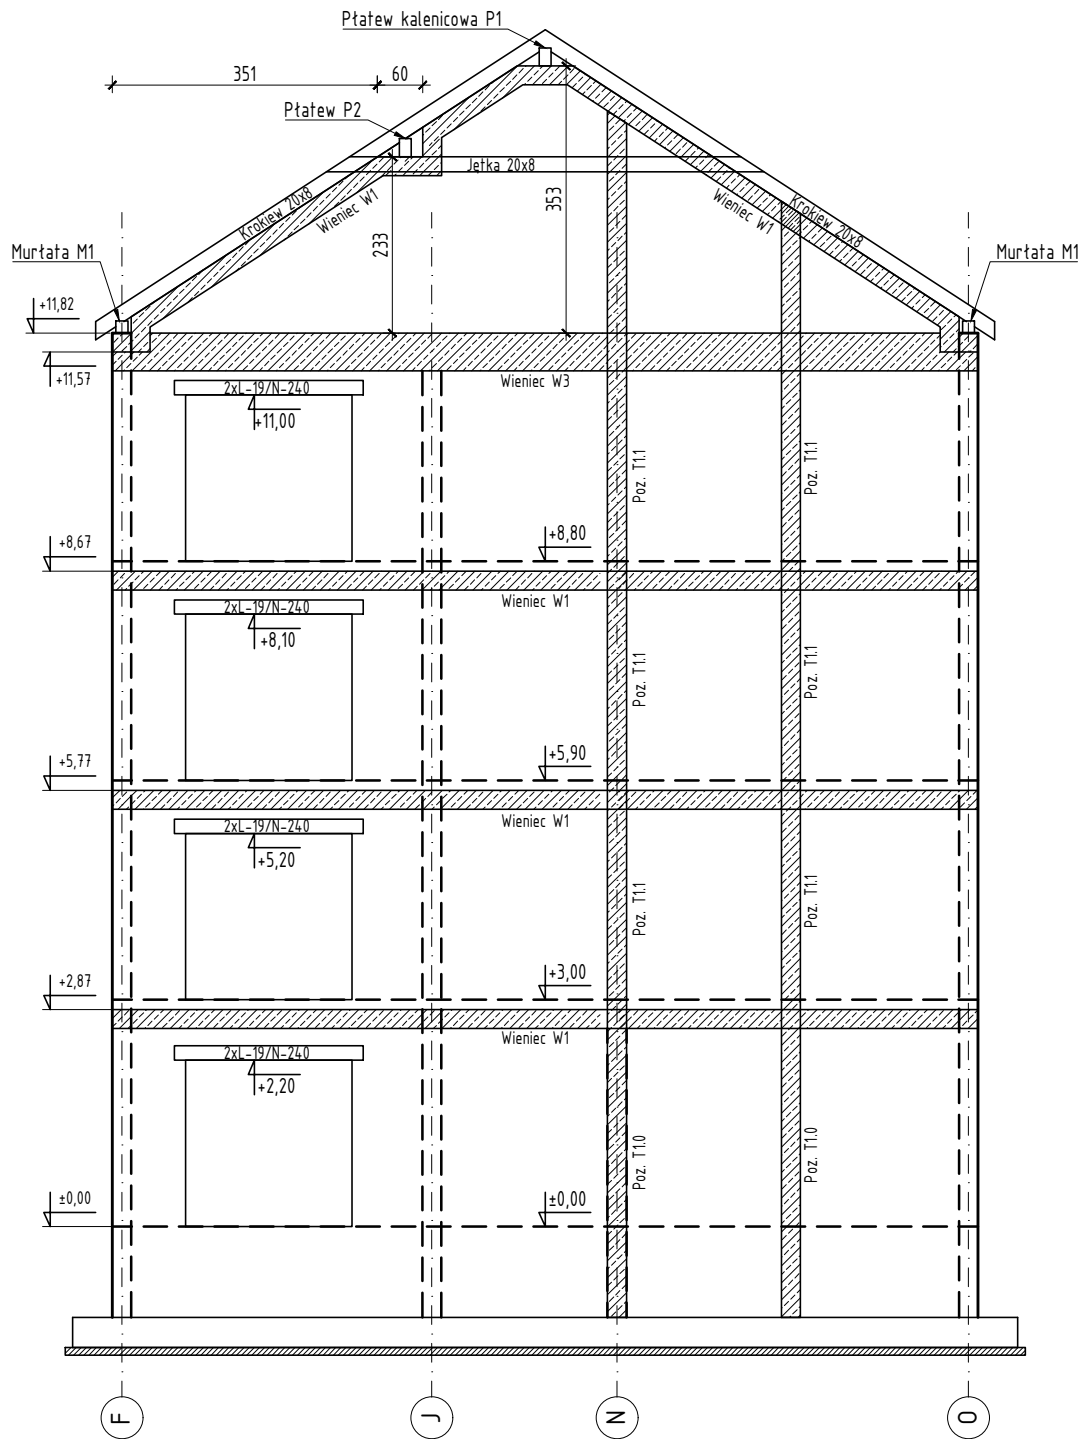 Płatew kalenicowa P1
351
60
Płatew P2
Jętka 20x8
Krokiew 20x8
Wieniec W1
353
233
Wieniec W1
Krokiew 20x8
Murłata M1
Murłata M1
+11,82
+11,57
Wieniec W3
2xL-19/N-240
+11,00
Poz. T1.1
Poz. T1.1
+8,67
+8,80
Wieniec W1
2xL-19/N-240
+8,10
Poz. T1.1
Poz. T1.1
+5,77
+5,90
Wieniec W1
2xL-19/N-240
+5,20
Poz. T1.1
Poz. T1.1
+2,87
+3,00
Wieniec W1
2xL-19/N-240
+2,20
Poz. T1.0
Poz. T1.0
±0,00
±0,00
F
J
N
O